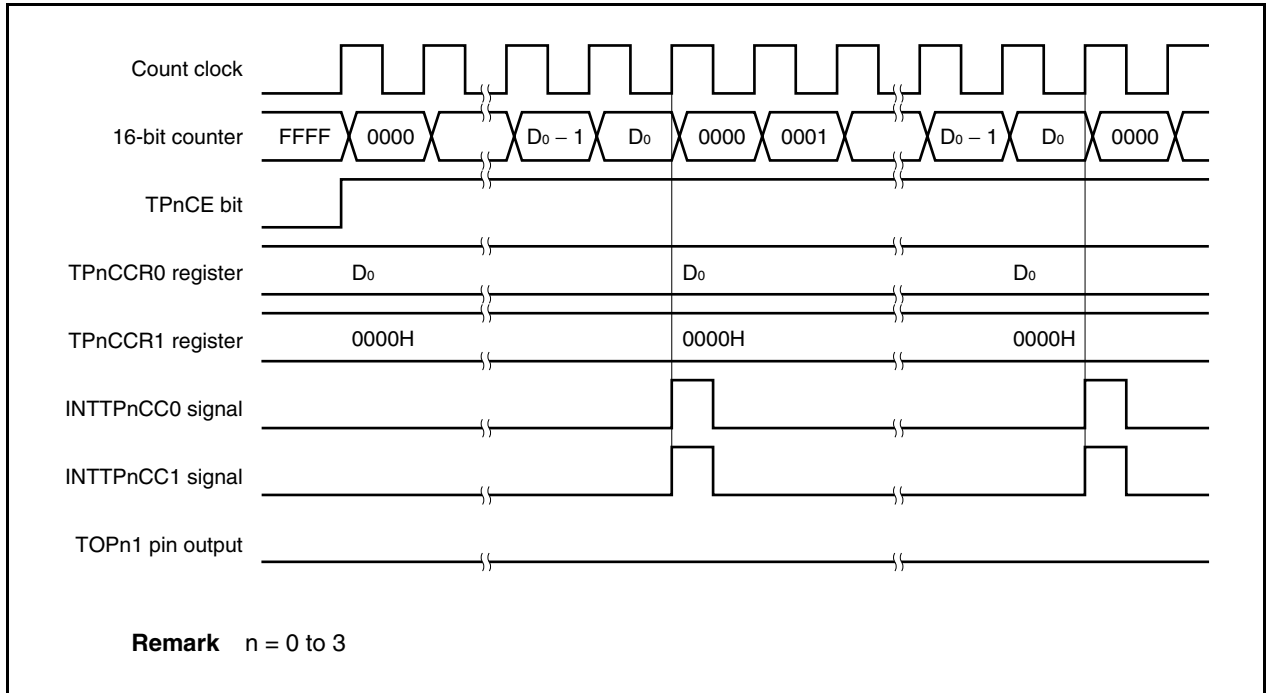 Count clock
16-bit counter FFFF 0000 D₀ − 1 D₀ 0000 0001 D₀ − 1 D₀ 0000
TPnCE bit
TPnCCR0 register D₀ D₀ D₀
TPnCCR1 register 0000H 0000H 0000H
INTTPnCC0 signal
INTTPnCC1 signal
TOPn1 pin output
Remark n = 0 to 3